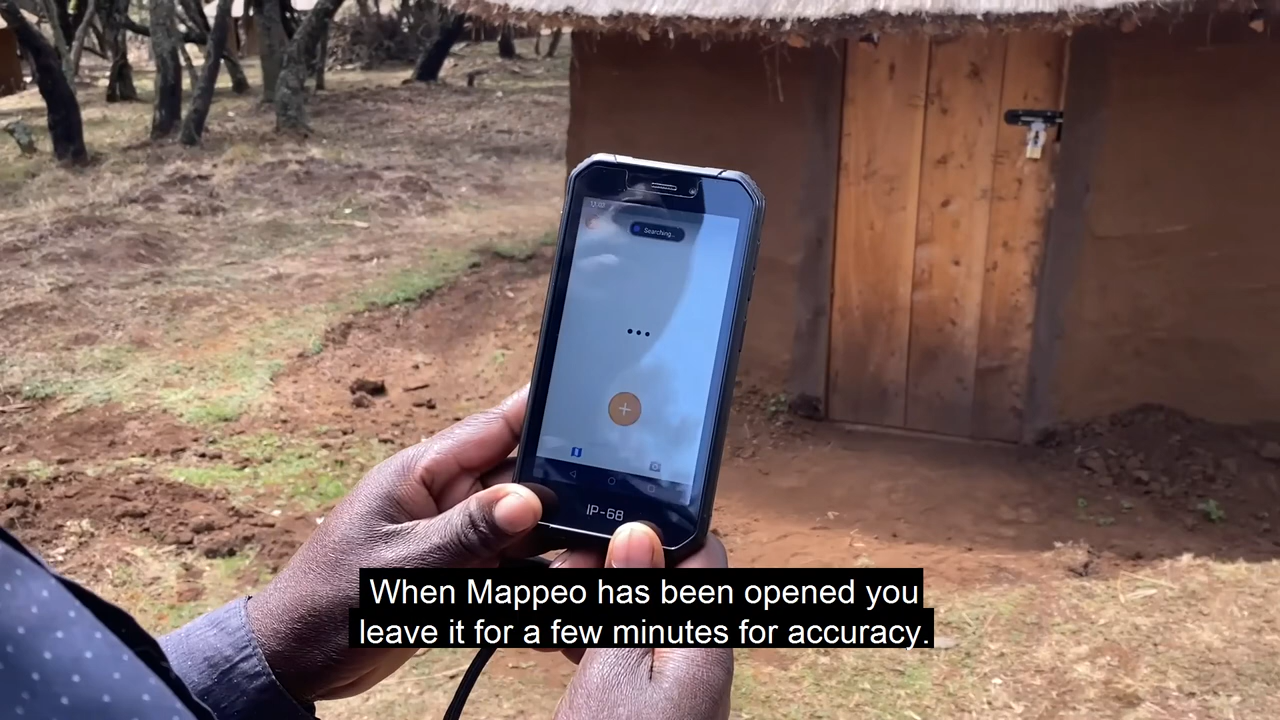 Searching...
IP-68
When Mappeo has been opened you
leave it for a few minutes for accuracy.